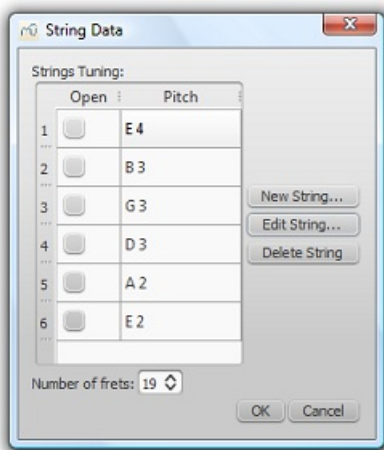 String Data
Strings Tuning:
Open Pitch
1 E 4
2 B 3
3 G 3
4 D 3
5 A 2
6 E 2
New String...
Edit String...
Delete String
Number of frets: 19
OK Cancel